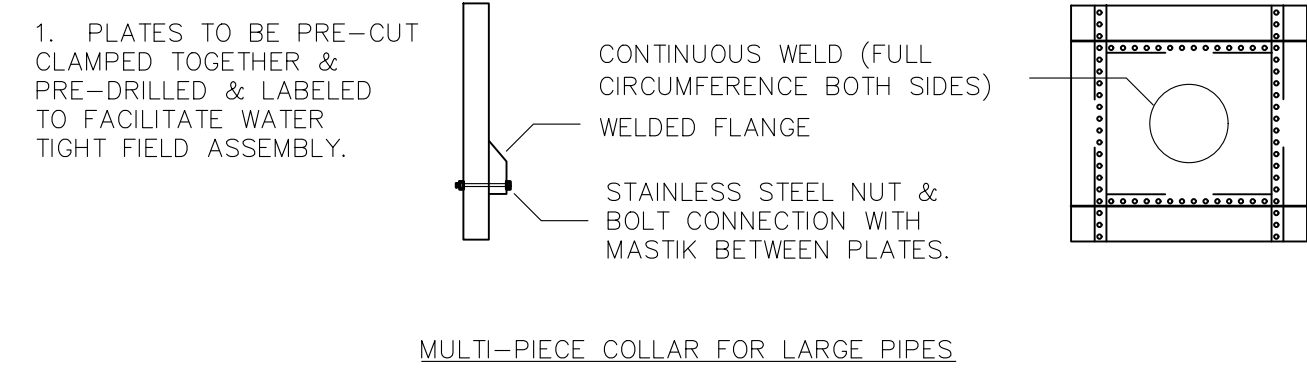 1. PLATES TO BE PRE-CUT
CLAMPED TOGETHER &
PRE-DRILLED & LABELED
TO FACILITATE WATER
TIGHT FIELD ASSEMBLY.
CONTINUOUS WELD (FULL
CIRCUMFERENCE BOTH SIDES)
WELDED FLANGE
STAINLESS STEEL NUT &
BOLT CONNECTION WITH
MASTIK BETWEEN PLATES.
MULTI-PIECE COLLAR FOR LARGE PIPES